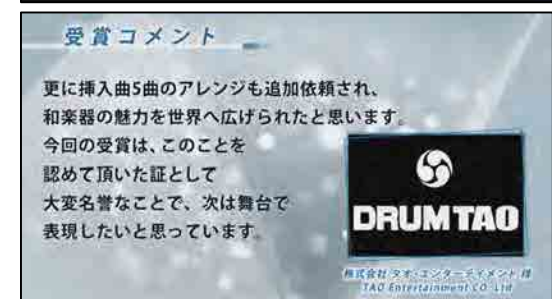 受賞コメント
更に挿入曲5曲のアレンジも追加依頼され、
和楽器の魅力を世界へ広げられたと思います。
今回の受賞は、このことを
認めて頂いた証として
大変名誉なことで、次は舞台で
表現したいと思っています。
DRUM TAO
株式会社 タオ・エンターテイメント 様
TAO Entertainment CO.Ltd